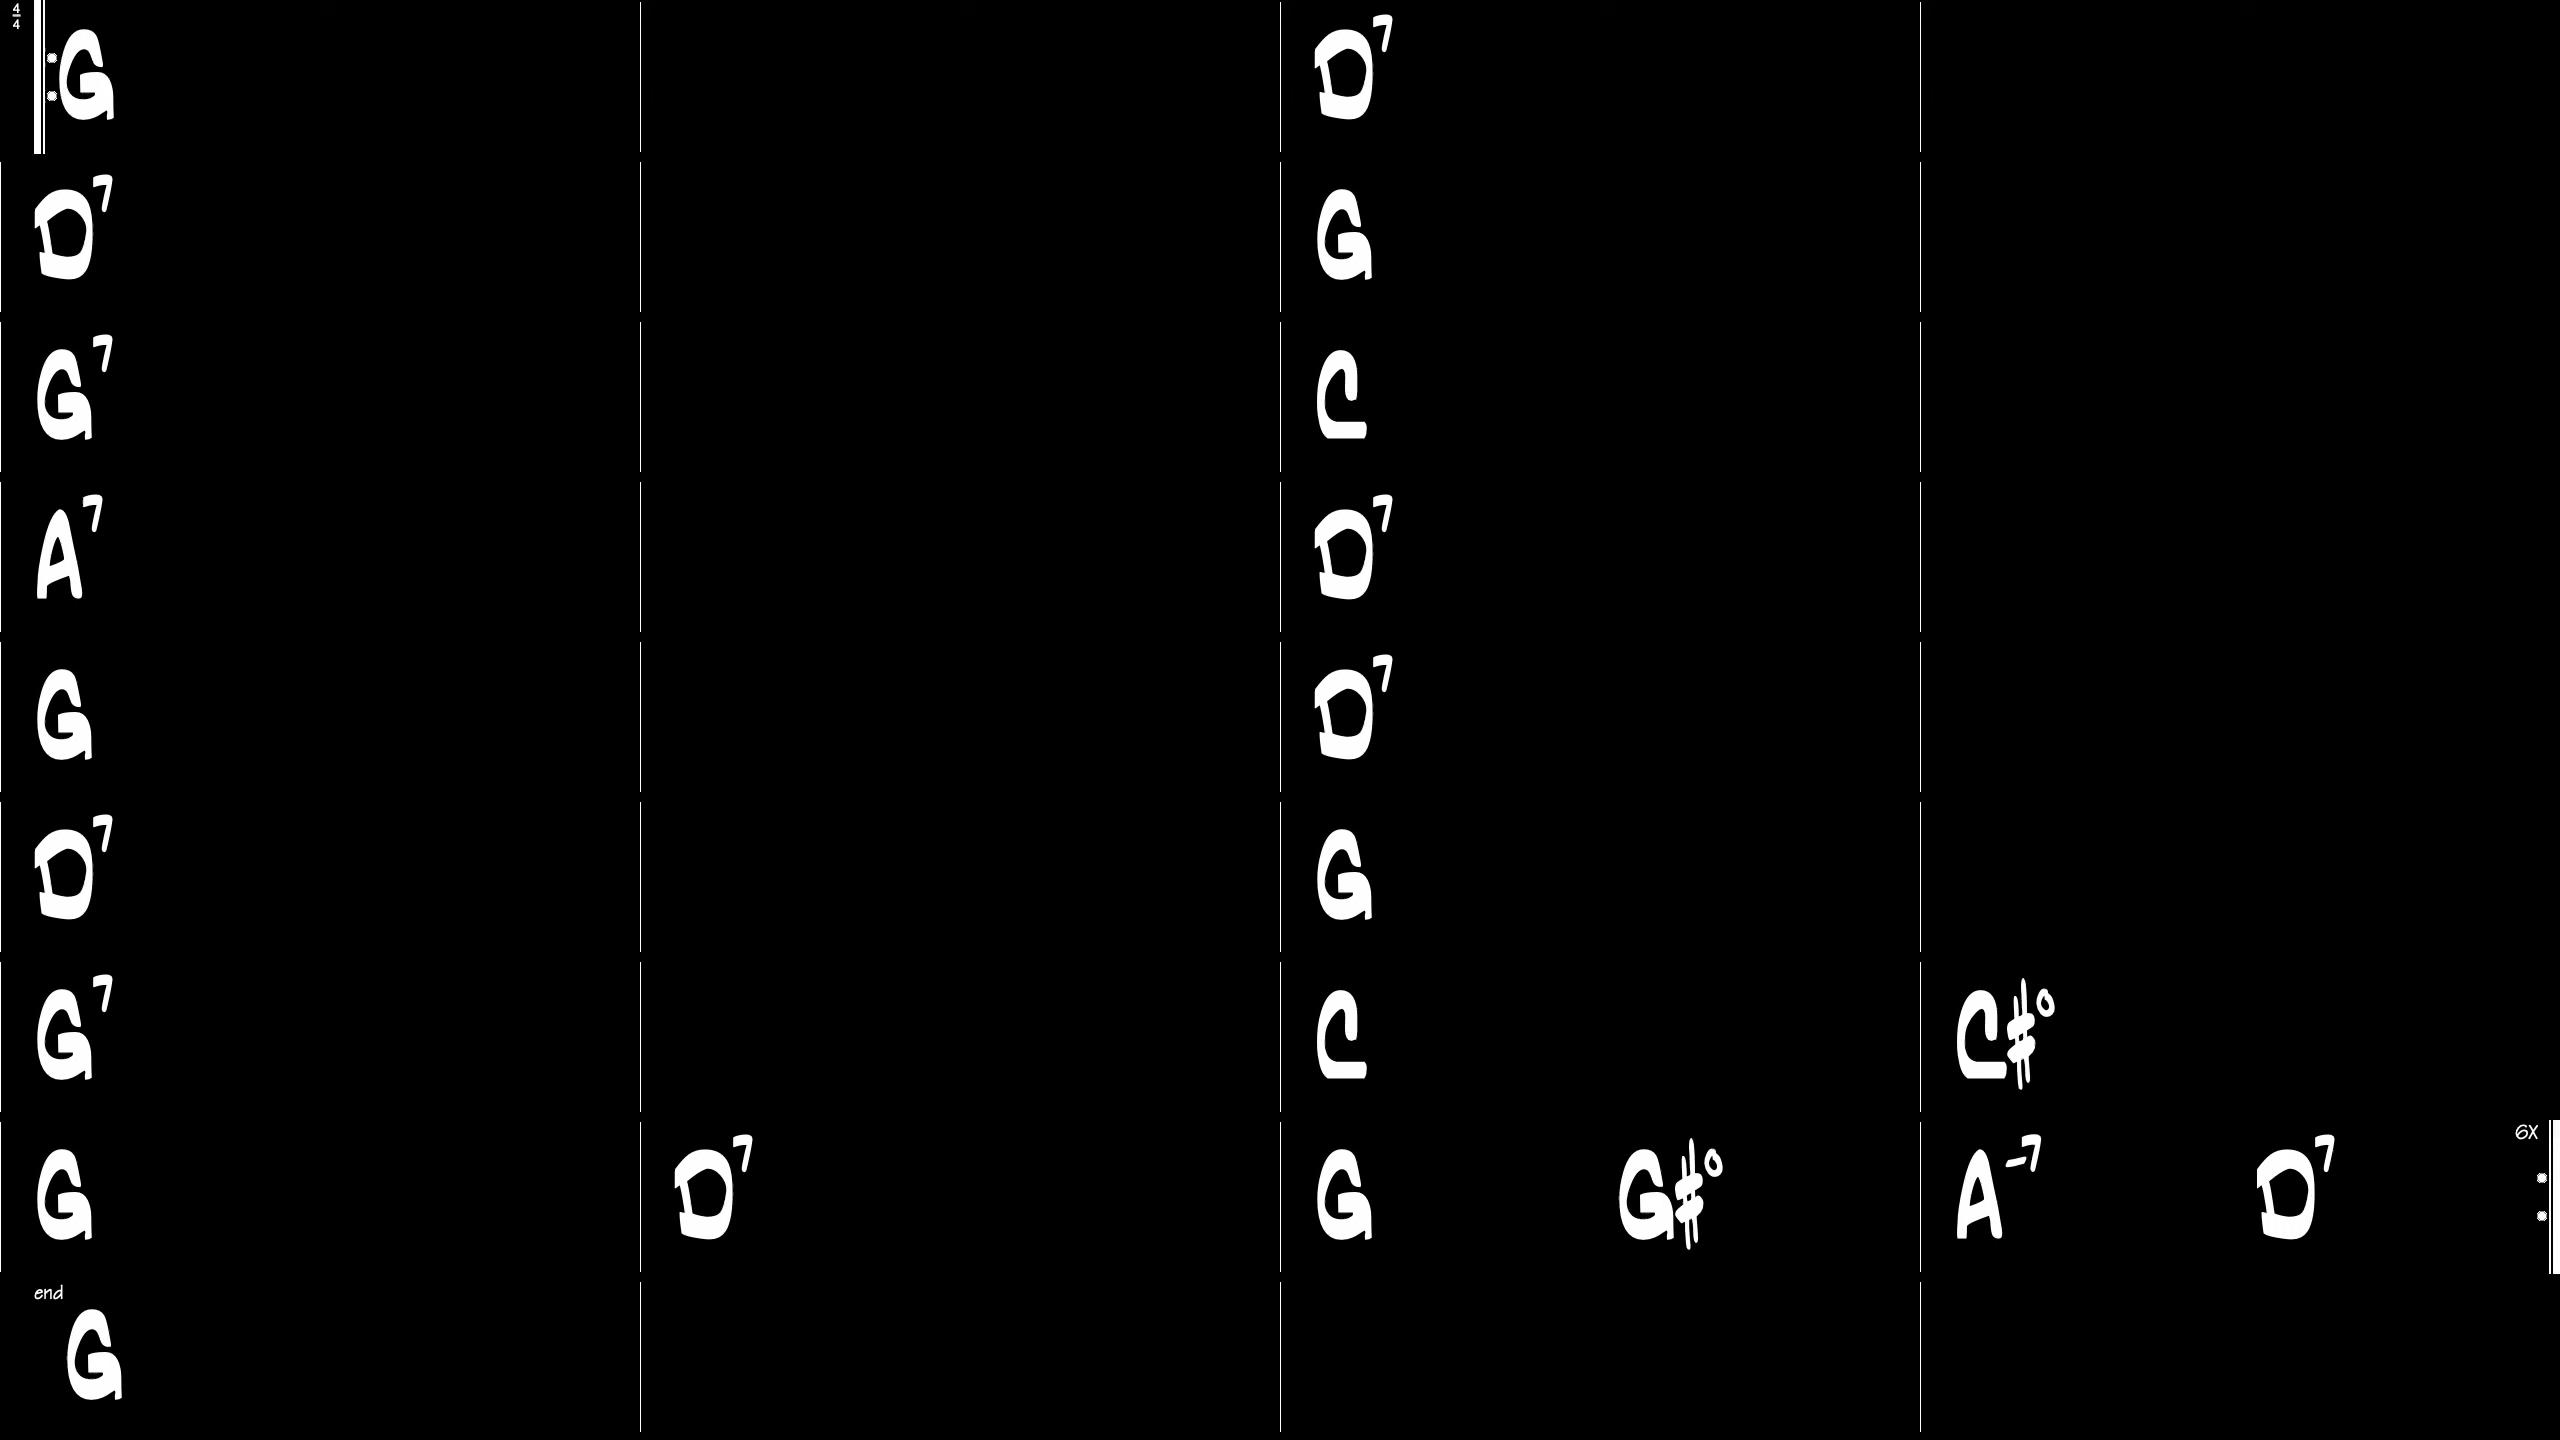 4/4 G D7
D7 G
G7 C
A7 D7
G D7
D7 G
G7 C C#o
G D7 G G#o A-7 D7 6x
end
G